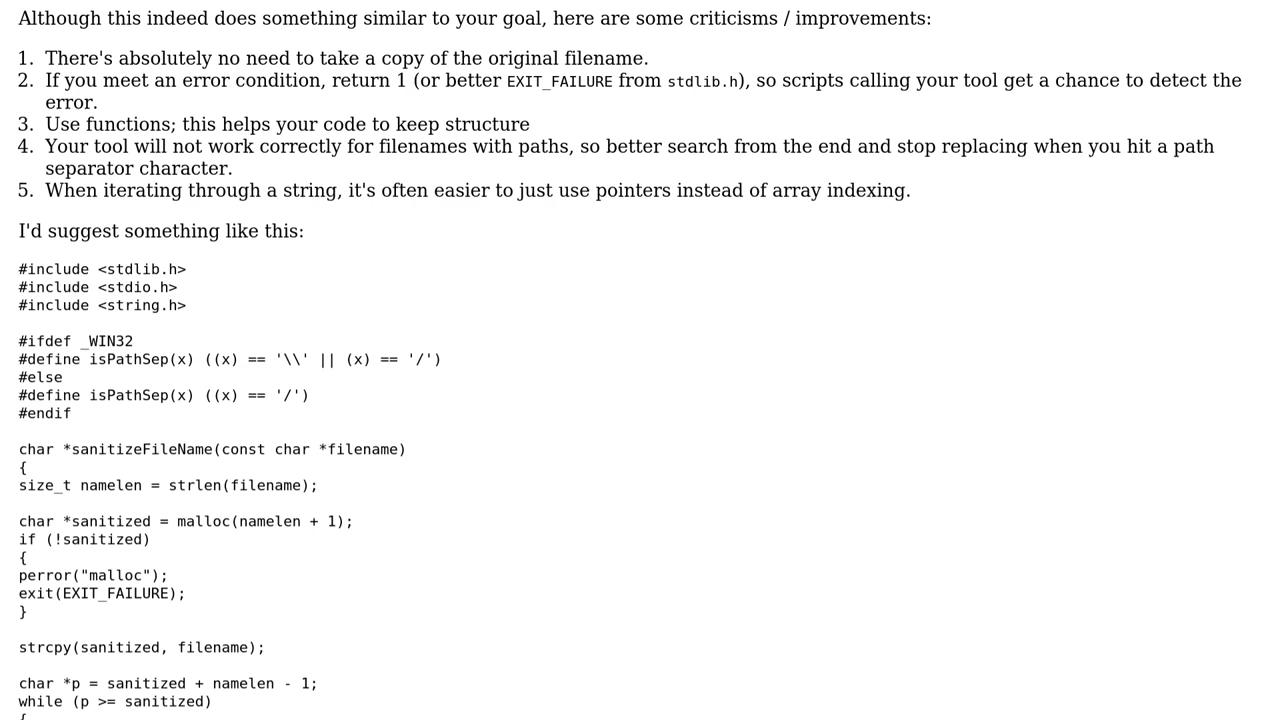 Although this indeed does something similar to your goal, here are some criticisms / improvements:
1. There's absolutely no need to take a copy of the original filename.
2. If you meet an error condition, return 1 (or better EXIT_FAILURE from stdlib.h), so scripts calling your tool get a chance to detect the
error.
3. Use functions; this helps your code to keep structure
4. Your tool will not work correctly for filenames with paths, so better search from the end and stop replacing when you hit a path
separator character.
5. When iterating through a string, it's often easier to just use pointers instead of array indexing.
I'd suggest something like this:
#include <stdlib.h>
#include <stdio.h>
#include <string.h>
#ifdef _WIN32
#define isPathSep(x) ((x) == '\\' || (x) == '/')
#else
#define isPathSep(x) ((x) == '/')
#endif
char *sanitizeFileName(const char *filename)
{
size_t namelen = strlen(filename);
char *sanitized = malloc(namelen + 1);
if (!sanitized)
{
perror("malloc");
exit(EXIT_FAILURE);
}
strcpy(sanitized, filename);
char *p = sanitized + namelen - 1;
while (p >= sanitized)
{